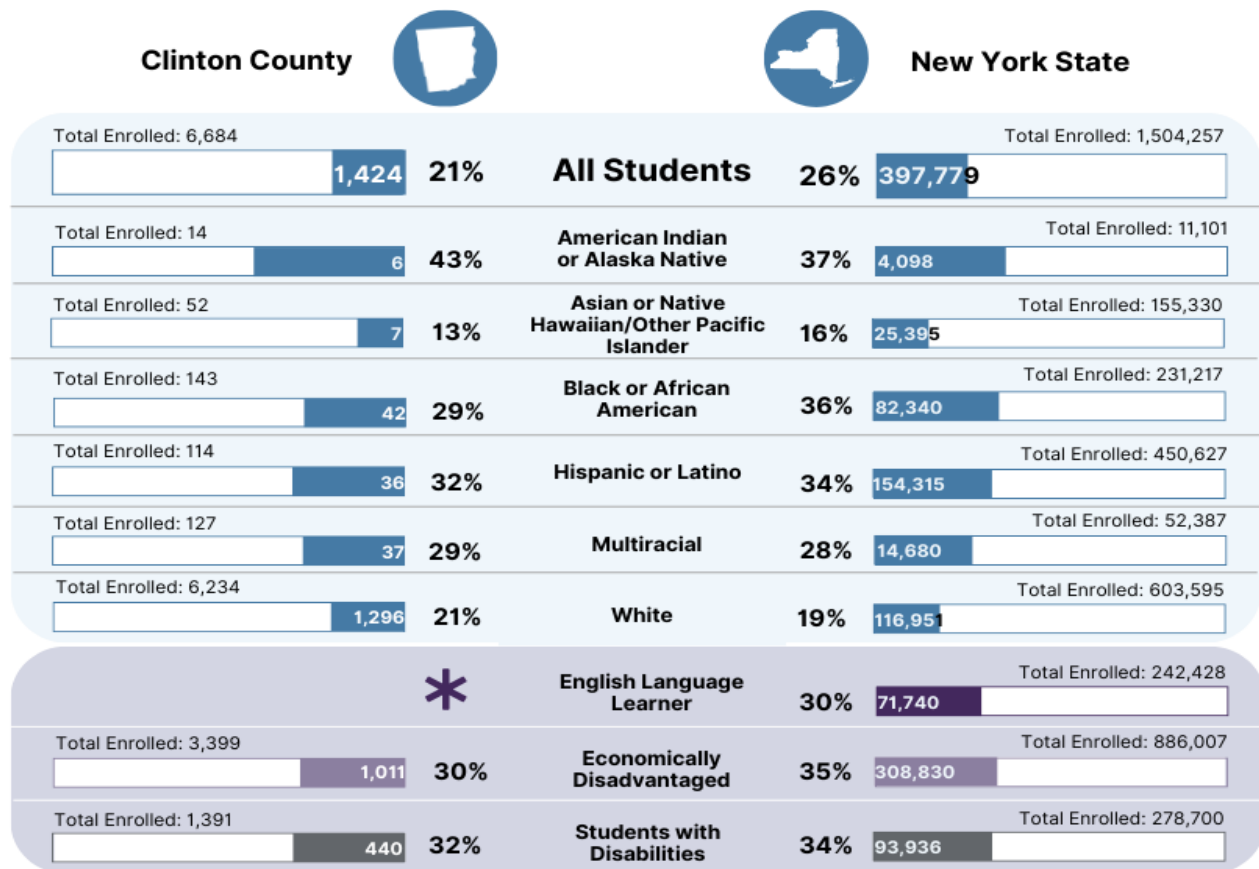 Clinton County
New York State
Total Enrolled: 6,684
1,424
21%
All Students
26%
Total Enrolled: 1,504,257
397,779
Total Enrolled: 14
6
43%
American Indian
or Alaska Native
37%
Total Enrolled: 11,101
4,098
Total Enrolled: 52
7
13%
Asian or Native
Hawaiian/Other Pacific
Islander
16%
Total Enrolled: 155,330
25,395
Total Enrolled: 143
42
29%
Black or African
American
36%
Total Enrolled: 231,217
82,340
Total Enrolled: 114
36
32%
Hispanic or Latino
34%
Total Enrolled: 450,627
154,315
Total Enrolled: 127
37
29%
Multiracial
28%
Total Enrolled: 52,387
14,680
Total Enrolled: 6,234
1,296
21%
White
19%
Total Enrolled: 603,595
116,951
*
English Language
Learner
30%
Total Enrolled: 242,428
71,740
Total Enrolled: 3,399
1,011
30%
Economically
Disadvantaged
35%
Total Enrolled: 886,007
308,830
Total Enrolled: 1,391
440
32%
Students with
Disabilities
34%
Total Enrolled: 278,700
93,936